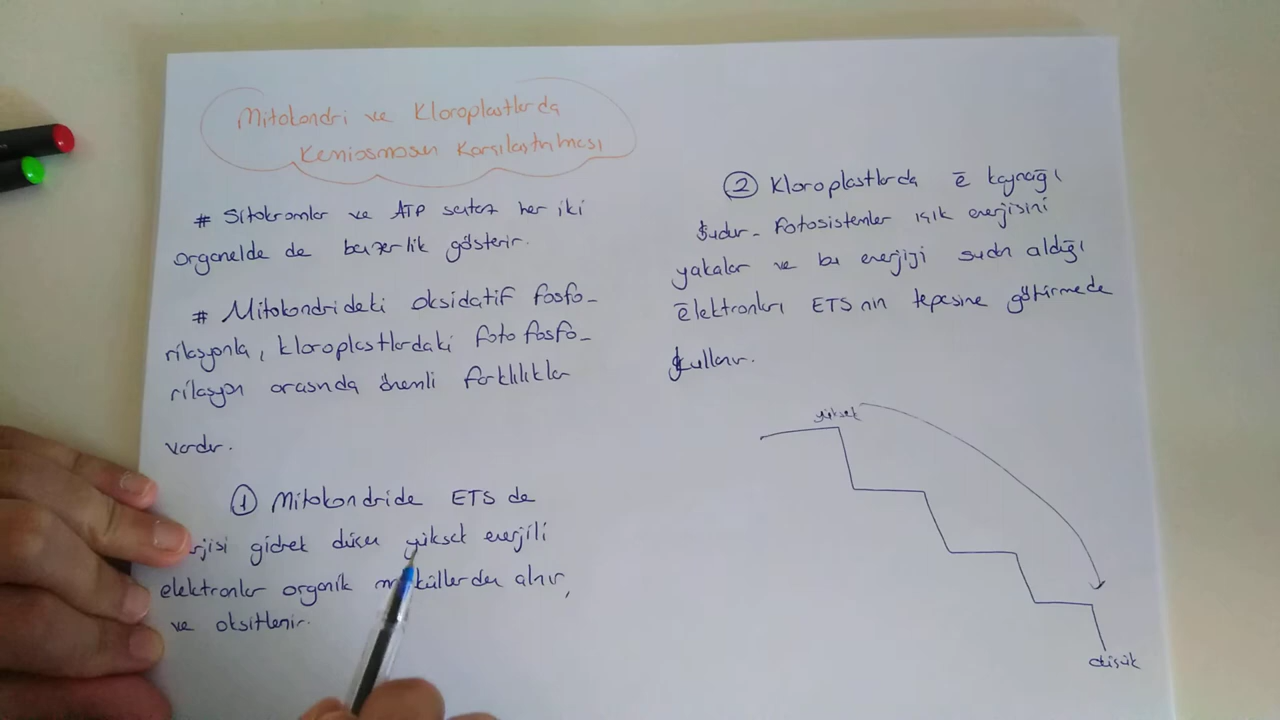 Mitokondri ve Kloroplastlarda
Kemiosmosun Karşılaştırılması
# Sitokromlar ve ATP sentaz her iki
organelde de benzerlik gösterir.
# Mitokondrideki oksidatif fosfo-
rilasyonla, kloroplastlardaki foto fosfo-
rilasyon arasında önemli farklılıklar
vardır.
① Mitokondride ETS de
gidrek düşen yüksek enerjili
elektronlar organik alınır,
ve oksitlenir.
② Kloroplastlarda ē kaynağı
Sudur. Fotosistemler ışık enerjisini
yakalar ve bu enerjiyi sudan aldığı
ēlektronları ETS nin tepesine götürmede
kullanır.
yüksek
düşük